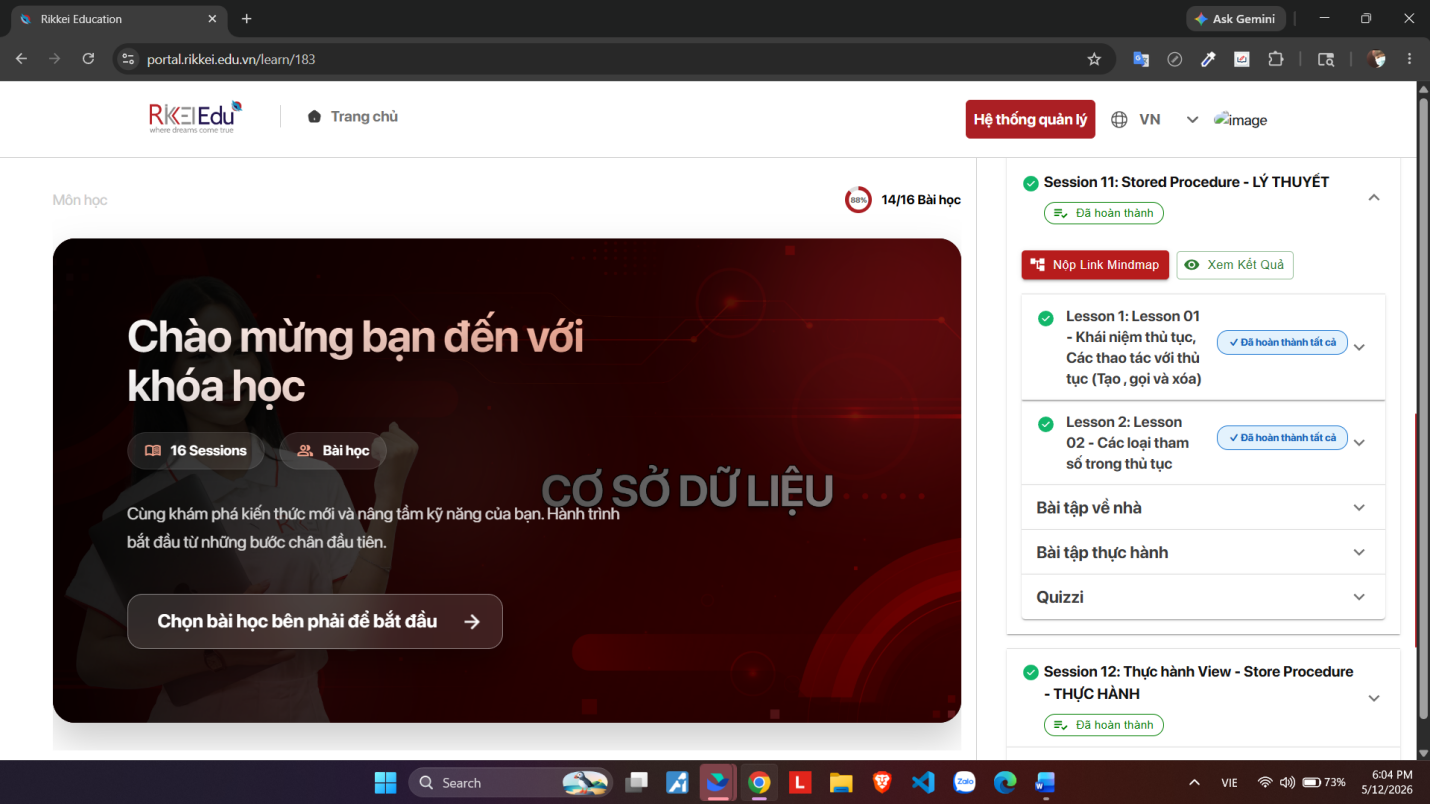 Rikkei Education
Ask Gemini
portal.rikkei.edu.vn/learn/183
RIKKEI Edu
where dreams come true
Trang chủ
Hệ thống quản lý
VN
image
Môn học
88%
14/16 Bài học
Chào mừng bạn đến với
khóa học
16 Sessions
Bài học
CƠ SỞ DỮ LIỆU
Cùng khám phá kiến thức mới và nâng tầm kỹ năng của bạn. Hành trình
bắt đầu từ những bước chân đầu tiên.
Chọn bài học bên phải để bắt đầu
Session 11: Stored Procedure - LÝ THUYẾT
Đã hoàn thành
Nộp Link Mindmap
Xem Kết Quả
Lesson 1: Lesson 01
- Khái niệm thủ tục,
Các thao tác với thủ
tục (Tạo , gọi và xóa)
Đã hoàn thành tất cả
Lesson 2: Lesson
02 - Các loại tham
số trong thủ tục
Đã hoàn thành tất cả
Bài tập về nhà
Bài tập thực hành
Quizzi
Session 12: Thực hành View - Store Procedure
- THỰC HÀNH
Đã hoàn thành
Search
L
Zalo
W
VIE
73%
6:04 PM
5/12/2026